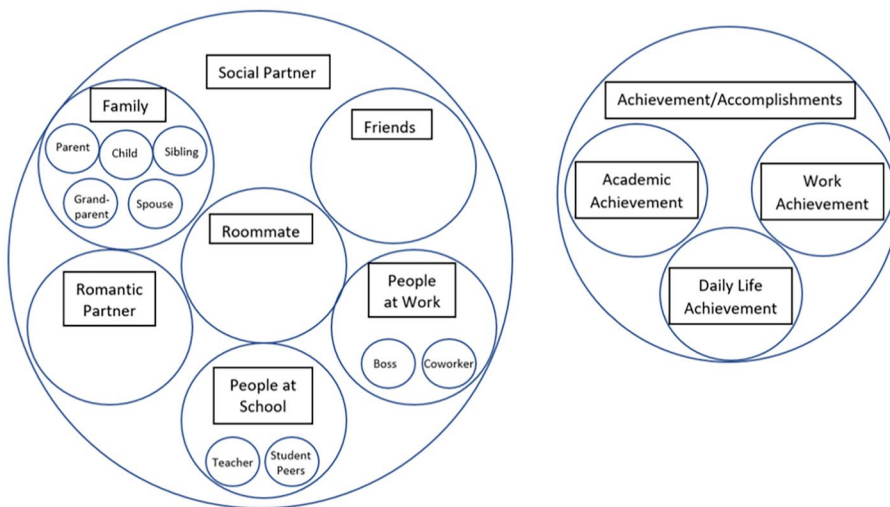 Social Partner
Family
Parent
Child
Sibling
Grand-
parent
Spouse
Friends
Roommate
Romantic
Partner
People
at Work
Boss
Coworker
People at
School
Teacher
Student
Peers
Achievement/Accomplishments
Academic
Achievement
Work
Achievement
Daily Life
Achievement